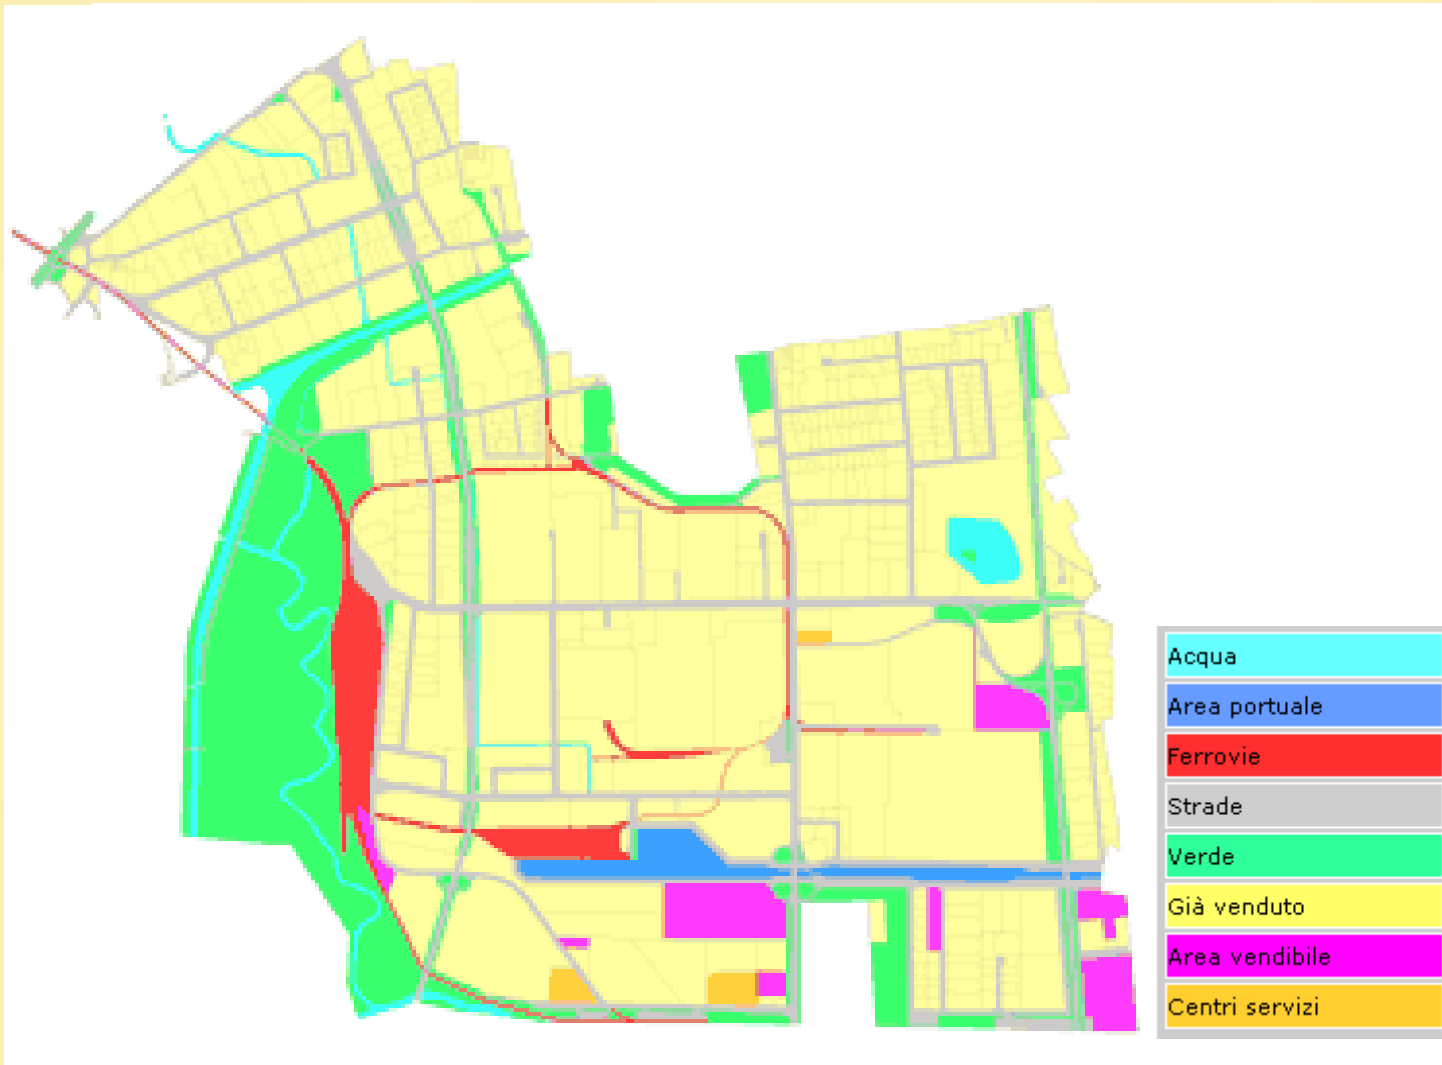 Acqua
Area portuale
Ferrovie
Strade
Verde
Già venduto
Area vendibile
Centri servizi